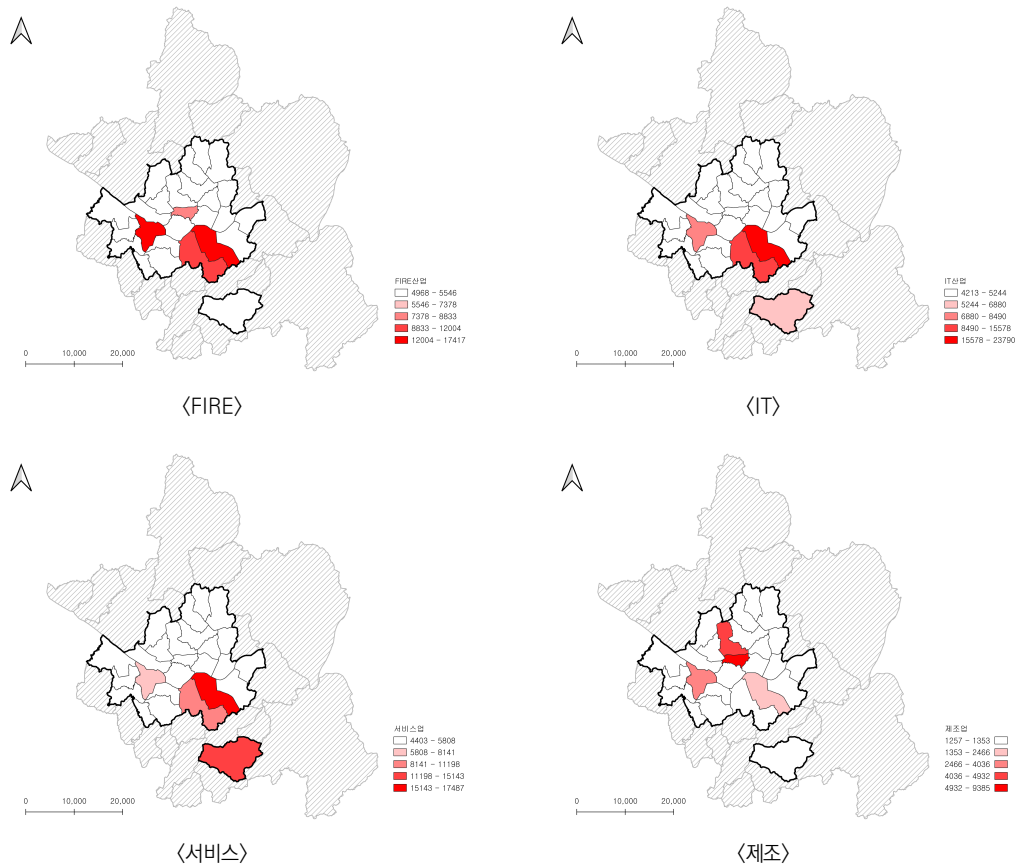 FIRE산업
4968 - 5546
5546 - 7378
7378 - 8833
8833 - 12004
12004 - 17417
0 10,000 20,000
〈FIRE〉
IT산업
4213 - 5244
5244 - 6880
6880 - 8490
8490 - 15578
15578 - 23790
0 10,000 20,000
〈IT〉
서비스업
4403 - 5808
5808 - 8141
8141 - 11198
11198 - 15143
15143 - 17487
0 10,000 20,000
〈서비스〉
제조업
1257 - 1353
1353 - 2466
2466 - 4036
4036 - 4932
4932 - 9385
0 10,000 20,000
〈제조〉